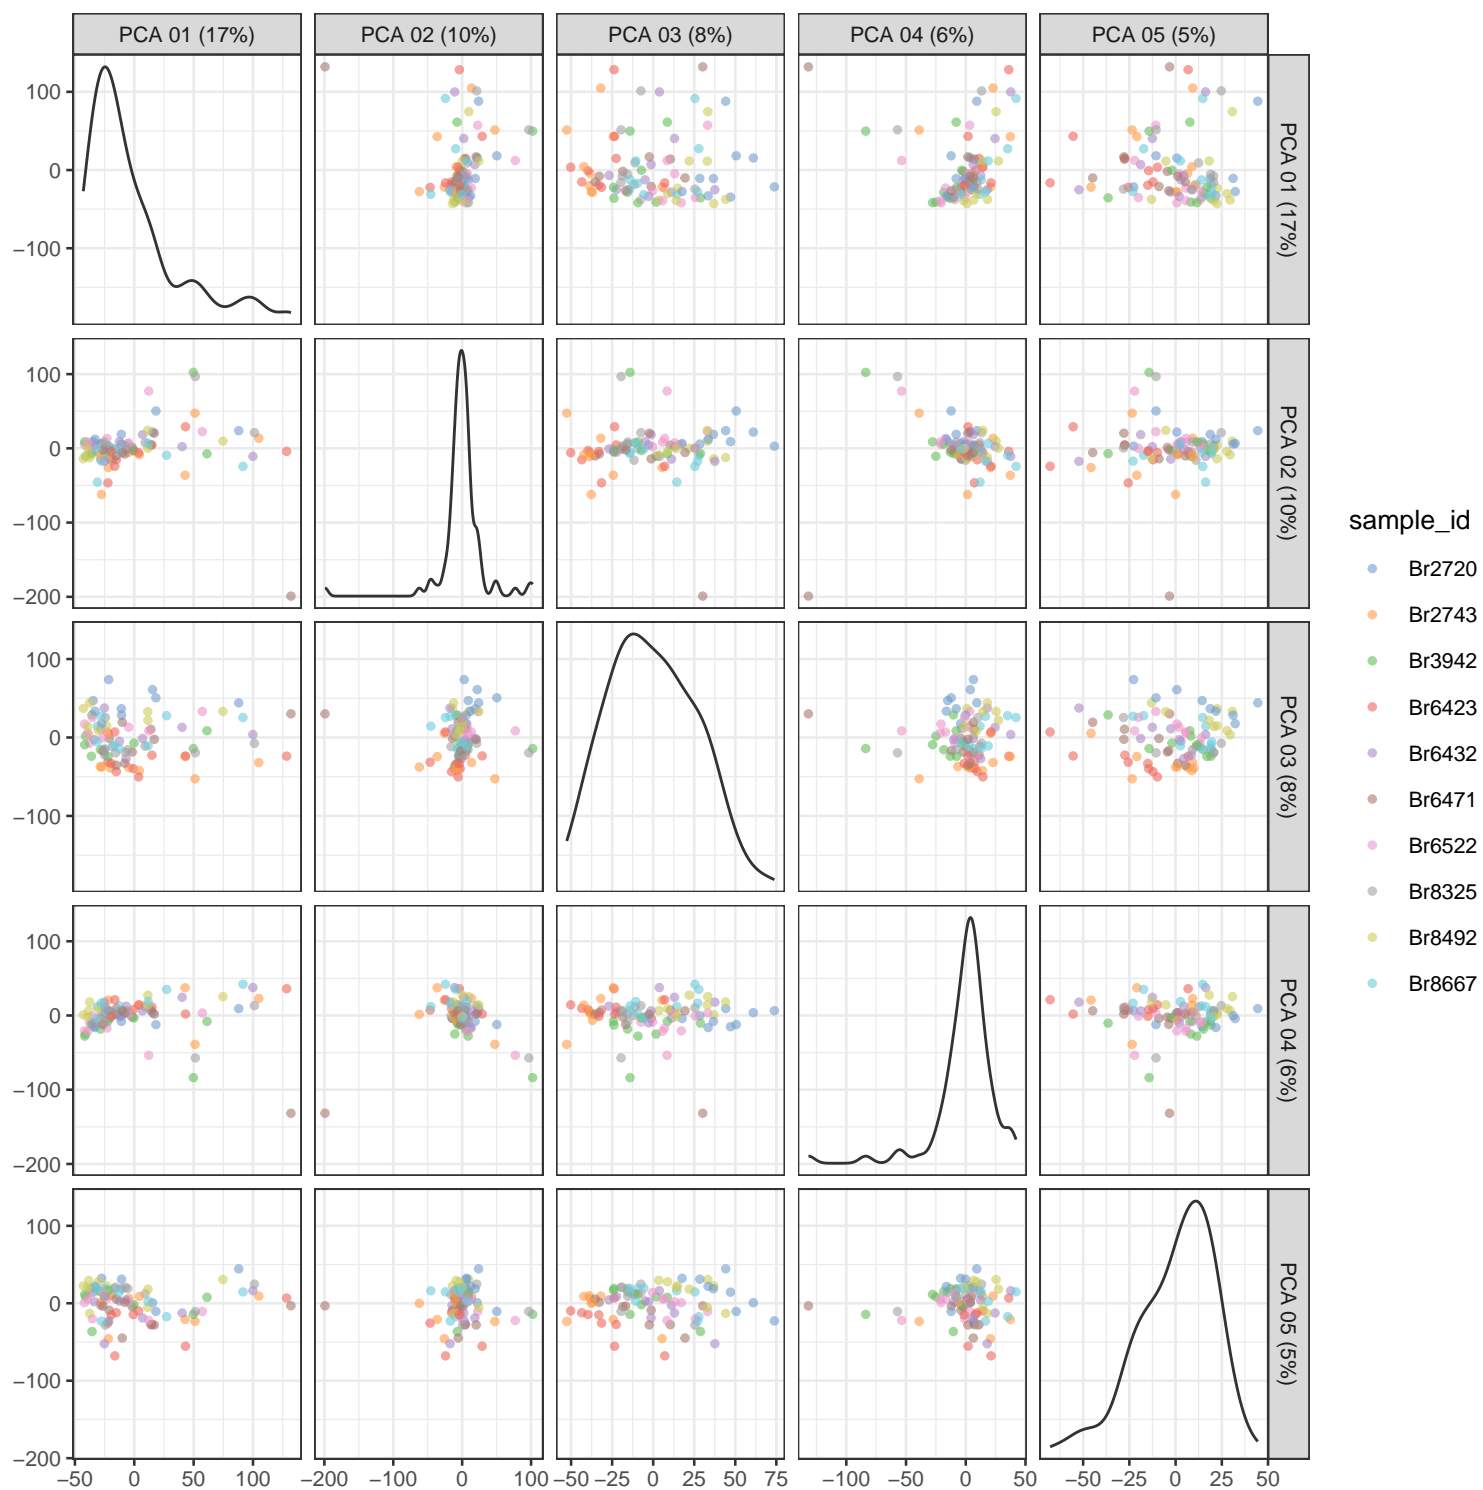 PCA 01 (17%) PCA 02 (10%) PCA 03 (8%) PCA 04 (6%) PCA 05 (5%)
100
0
−100
PCA 01 (17%)
100
0
−100
−200
PCA 02 (10%)
100
0
−100
PCA 03 (8%)
100
0
−100
−200
PCA 04 (6%)
100
0
−100
−200
PCA 05 (5%)
−50 0 50 100 −200 −100 0 100 −50 −25 0 25 50 75 −100 −50 0 50 −50 −25 0 25 50
sample_id
Br2720
Br2743
Br3942
Br6423
Br6432
Br6471
Br6522
Br8325
Br8492
Br8667